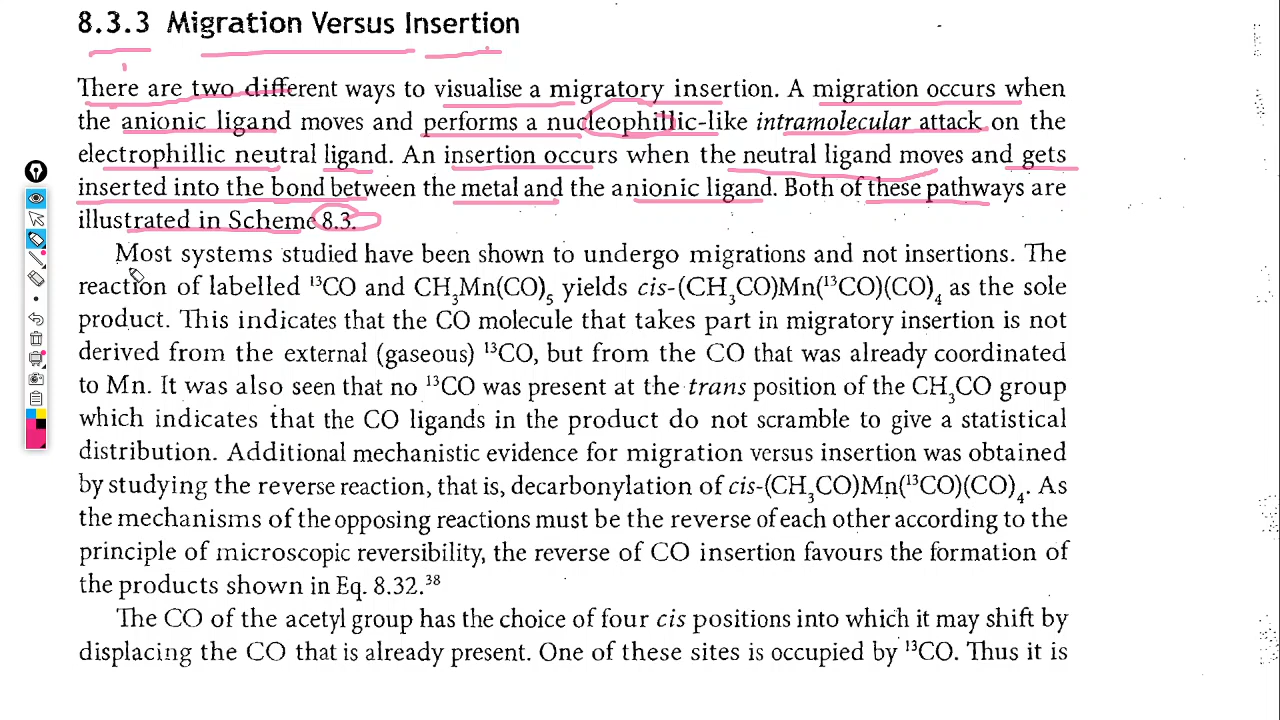 8.3.3 Migration Versus Insertion
There are two different ways to visualise a migratory insertion. A migration occurs when
the anionic ligand moves and performs a nucleophillic-like intramolecular attack on the
electrophillic neutral ligand. An insertion occurs when the neutral ligand moves and gets
inserted into the bond between the metal and the anionic ligand. Both of these pathways are
illustrated in Scheme 8.3.
Most systems studied have been shown to undergo migrations and not insertions. The
reaction of labelled ¹³CO and CH₃Mn(CO)₅ yields cis-(CH₃CO)Mn(¹³CO)(CO)₄ as the sole
product. This indicates that the CO molecule that takes part in migratory insertion is not
derived from the external (gaseous) ¹³CO, but from the CO that was already coordinated
to Mn. It was also seen that no ¹³CO was present at the trans position of the CH₃CO group
which indicates that the CO ligands in the product do not scramble to give a statistical
distribution. Additional mechanistic evidence for migration versus insertion was obtained
by studying the reverse reaction, that is, decarbonylation of cis-(CH₃CO)Mn(¹³CO)(CO)₄. As
the mechanisms of the opposing reactions must be the reverse of each other according to the
principle of microscopic reversibility, the reverse of CO insertion favours the formation of
the products shown in Eq. 8.32.³⁸
The CO of the acetyl group has the choice of four cis positions into which it may shift by
displacing the CO that is already present. One of these sites is occupied by ¹³CO. Thus it is